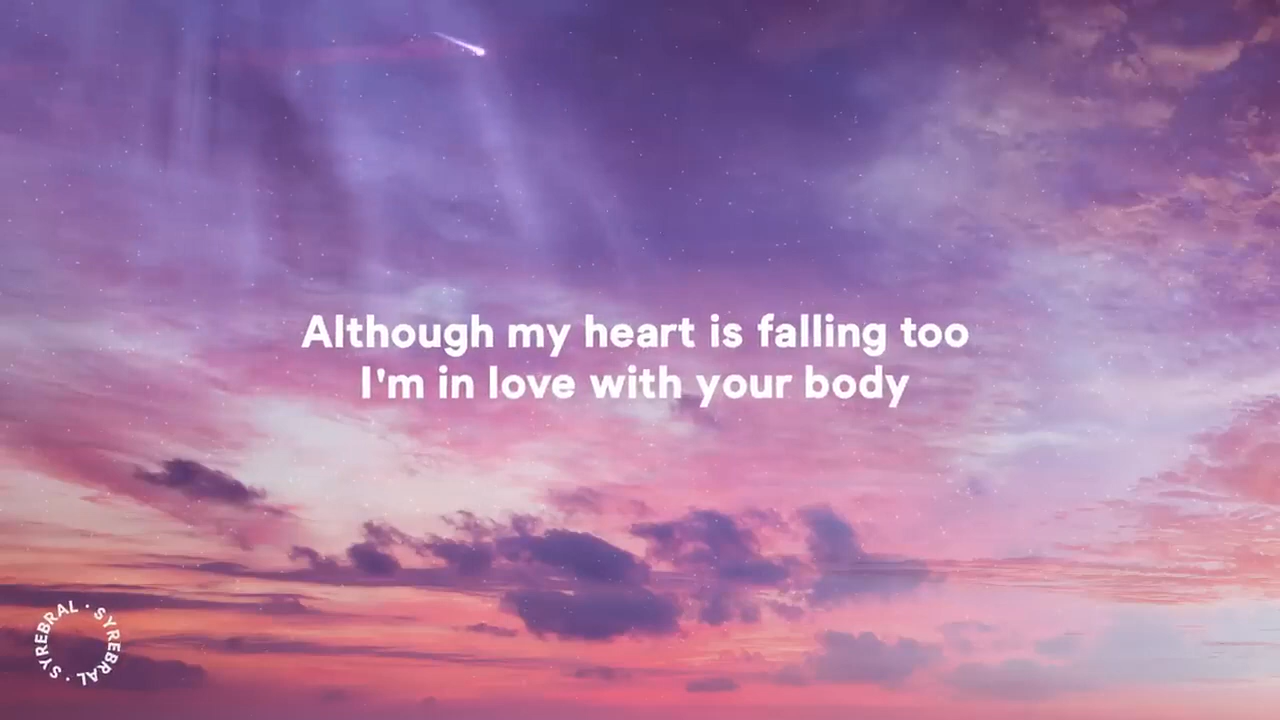 Although my heart is falling too
I'm in love with your body
SYREBRAL · SYREBRAL ·